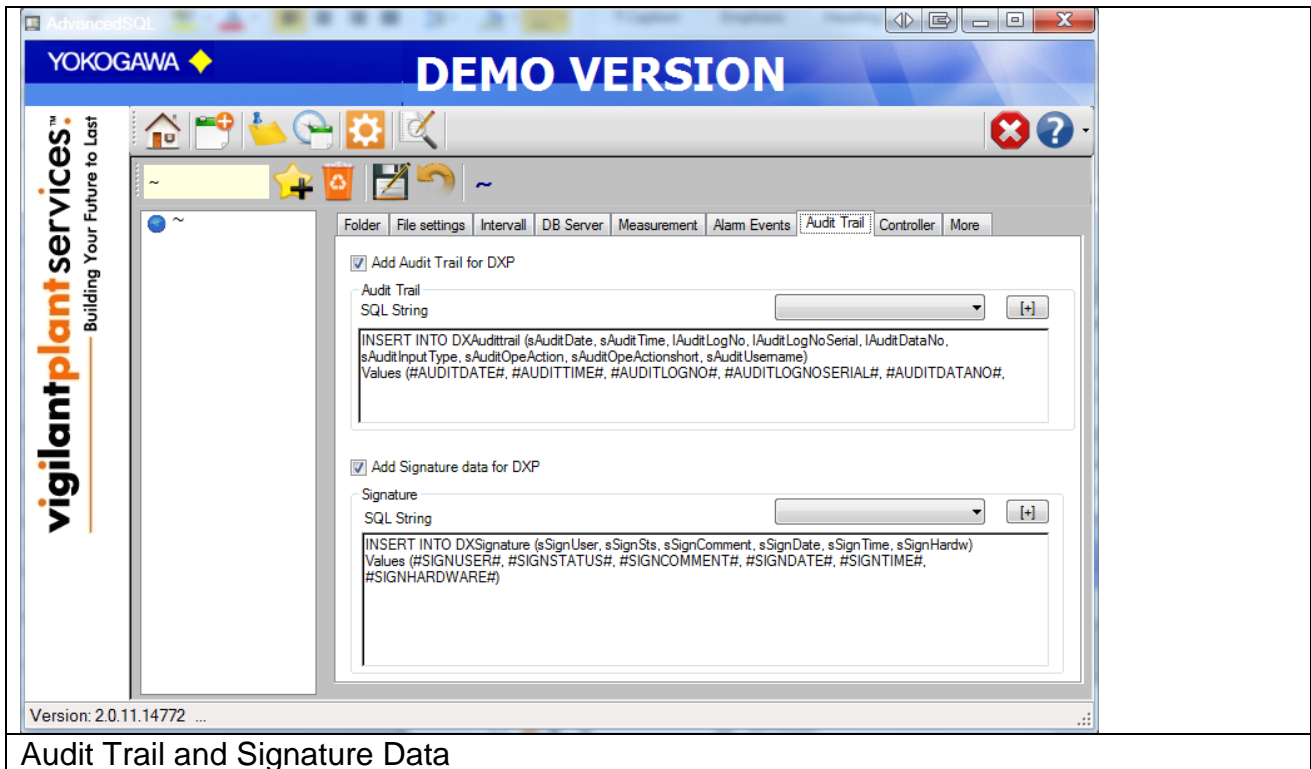 AdvancedSQL
YOKOGAWA
DEMO VERSION
vigilantplant services.™
Building Your Future to Last
~
~
~
Folder File settings Intervall DB Server Measurement Alarm Events Audit Trail Controller More
Add Audit Trail for DXP
Audit Trail
SQL String
[+]
INSERT INTO DXAudittrail (sAuditDate, sAuditTime, lAuditLogNo, lAuditLogNoSerial, lAuditDataNo,
sAuditInputType, sAuditOpeAction, sAuditOpeActionshort, sAuditUsername)
Values (#AUDITDATE#, #AUDITTIME#, #AUDITLOGNO#, #AUDITLOGNOSERIAL#, #AUDITDATANO#,
Add Signature data for DXP
Signature
SQL String
[+]
INSERT INTO DXSignature (sSignUser, sSignSts, sSignComment, sSignDate, sSignTime, sSignHardw)
Values (#SIGNUSER#, #SIGNSTATUS#, #SIGNCOMMENT#, #SIGNDATE#, #SIGNTIME#,
#SIGNHARDWARE#)
Version: 2.0.11.14772 ...
Audit Trail and Signature Data